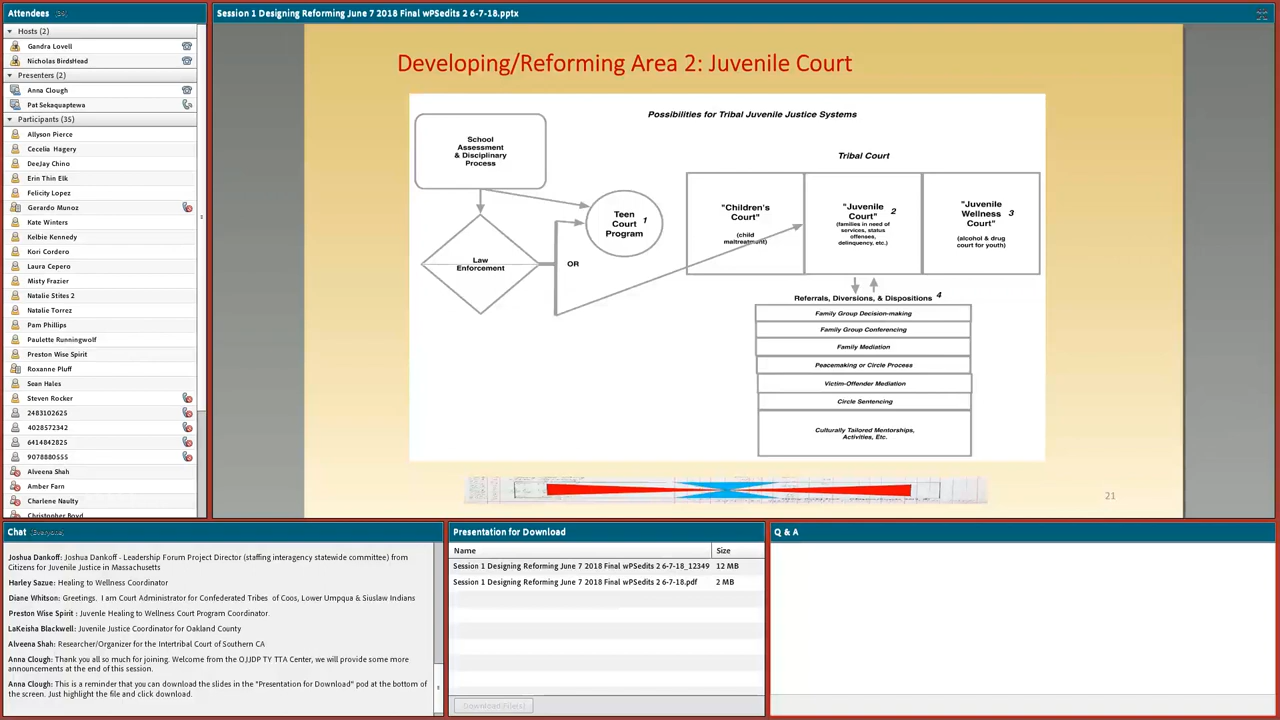 Attendees (39)
Hosts (2)
Gandra Lovell
Nicholas BirdsHead
Presenters (2)
Anna Clough
Pat Sekaquaptewa
Participants (35)
Allyson Pierce
Cecelia Hagery
DeeJay Chino
Erin Thin Elk
Felicity Lopez
Gerardo Munoz
Kate Winters
Kelbie Kennedy
Kori Cordero
Laura Cepero
Misty Frazier
Natalie Stites 2
Natalie Torrez
Pam Phillips
Paulette Runningwolf
Preston Wise Spirit
Roxanne Pluff
Sean Hales
Steven Rocker
2483102625
4028572342
6414842825
9078880555
Alveena Shah
Amber Farn
Charlene Naulty
Christopher Boyd
Session 1 Designing Reforming June 7 2018 Final wPSedits 2 6-7-18.pptx
Developing/Reforming Area 2: Juvenile Court
Possibilities for Tribal Juvenile Justice Systems
School
Assessment
& Disciplinary
Process
Law
Enforcement
OR
Teen
Court
Program
1
Tribal Court
"Children's
Court"
(child
maltreatment)
"Juvenile
Court"
2
(families in need of
services, status
offenses,
delinquency, etc.)
"Juvenile
Wellness
Court"
3
(alcohol & drug
court for youth)
Referrals, Diversions, & Dispositions 4
Family Group Decision-making
Family Group Conferencing
Family Mediation
Peacemaking or Circle Process
Victim-Offender Mediation
Circle Sentencing
Culturally Tailored Mentorships,
Activities, Etc.
21
Chat (Everyone)
Joshua Dankoff: Joshua Dankoff - Leadership Forum Project Director (staffing interagency statewide committee) from
Citizens for Juvenile Justice in Massachusetts
Harley Sazue: Healing to Wellness Coordinator
Diane Whitson: Greetings. I am Court Administrator for Confederated Tribes of Coos, Lower Umpqua & Siuslaw Indians
Preston Wise Spirit : Juvenle Healing to Wellness Court Program Coordinator.
LaKeisha Blackwell: Juvenile Justice Coordinator for Oakland County
Alveena Shah: Researcher/Organizer for the Intertribal Court of Southern CA
Anna Clough: Thank you all so much for joining. Welcome from the OJJDP TY TTA Center, we will provide some more
announcements at the end of this session.
Anna Clough: This is a reminder that you can download the slides in the "Presentation for Download" pod at the bottom of
the screen. Just highlight the file and click download.
Presentation for Download
Name Size
Session 1 Designing Reforming June 7 2018 Final wPSedits 2 6-7-18_12349 12 MB
Session 1 Designing Reforming June 7 2018 Final wPSedits 2 6-7-18.pdf 2 MB
Download File(s)
Q & A